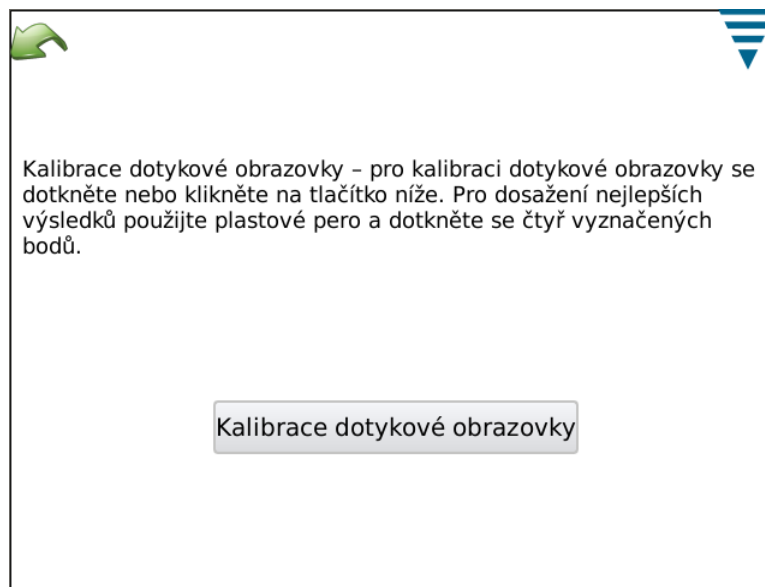 Kalibrace dotykové obrazovky – pro kalibraci dotykové obrazovky se
dotkněte nebo klikněte na tlačítko níže. Pro dosažení nejlepších
výsledků použijte plastové pero a dotkněte se čtyř vyznačených
bodů.
Kalibrace dotykové obrazovky